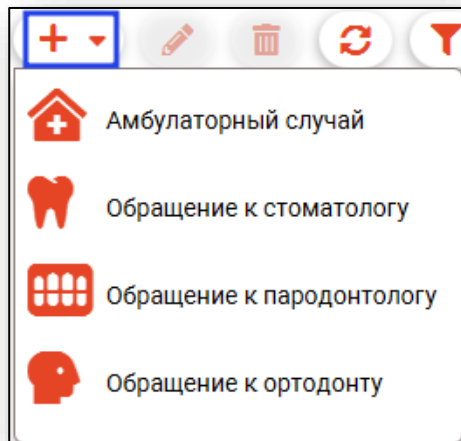 Амбулаторный случай
Обращение к стоматологу
Обращение к пародонтологу
Обращение к ортодонту